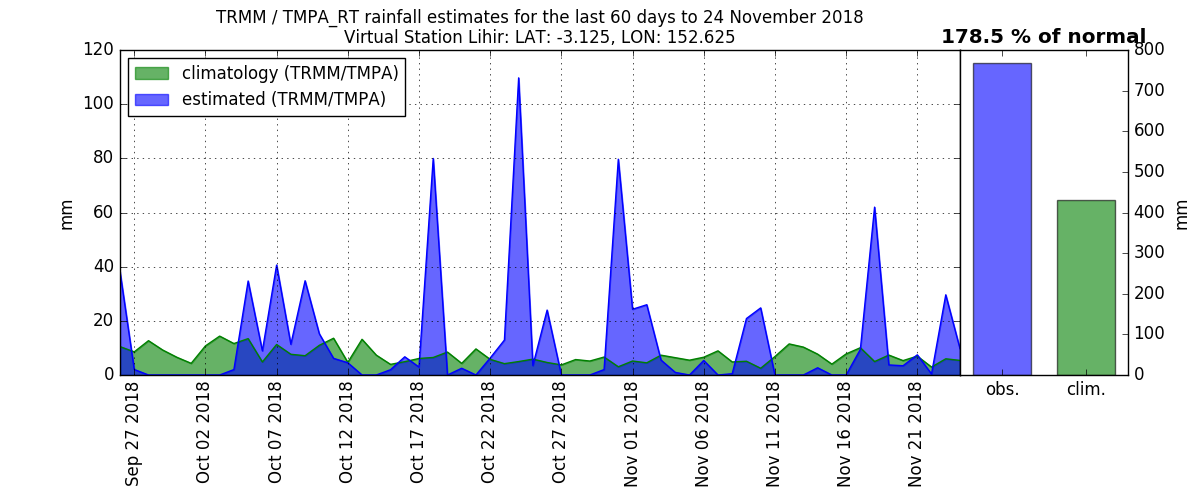 TRMM / TMPA_RT rainfall estimates for the last 60 days to 24 November 2018
Virtual Station Lihir: LAT: -3.125, LON: 152.625
178.5 % of normal
climatology (TRMM/TMPA)
estimated (TRMM/TMPA)
mm
120
100
80
60
40
20
0
Sep 27 2018
Oct 02 2018
Oct 07 2018
Oct 12 2018
Oct 17 2018
Oct 22 2018
Oct 27 2018
Nov 01 2018
Nov 06 2018
Nov 11 2018
Nov 16 2018
Nov 21 2018
obs.
clim.
800
700
600
500
400
300
200
100
0
mm